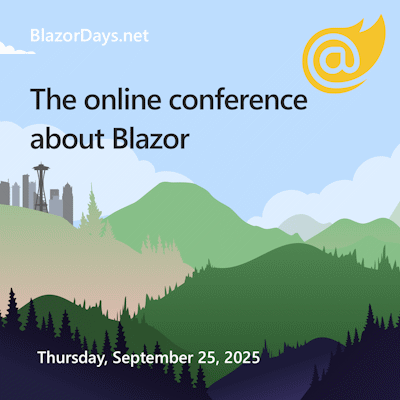 BlazorDays.net
@
The online conference
about Blazor
Thursday, September 25, 2025